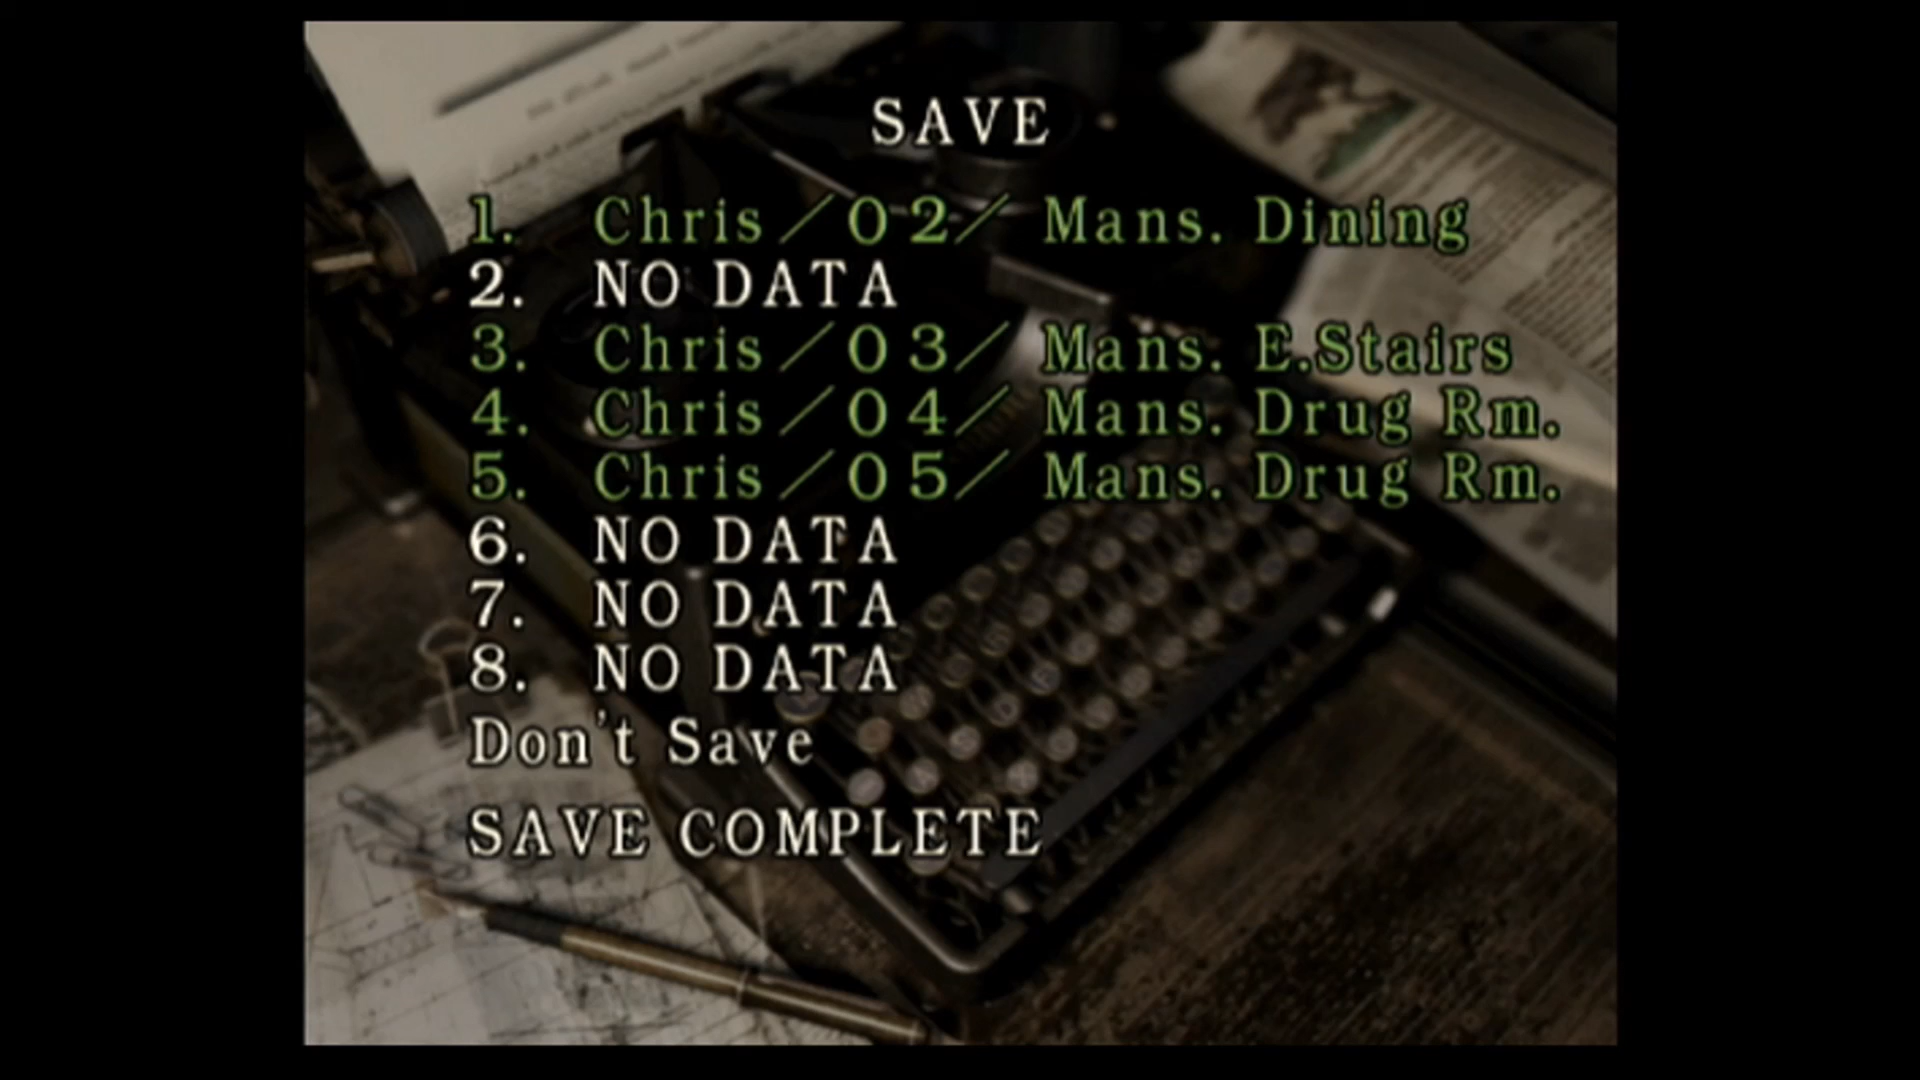 SAVE
1. Chris／02／ Mans. Dining
2. NO DATA
3. Chris／03／ Mans. E.Stairs
4. Chris／04／ Mans. Drug Rm.
5. Chris／05／ Mans. Drug Rm.
6. NO DATA
7. NO DATA
8. NO DATA
Don't Save
SAVE COMPLETE